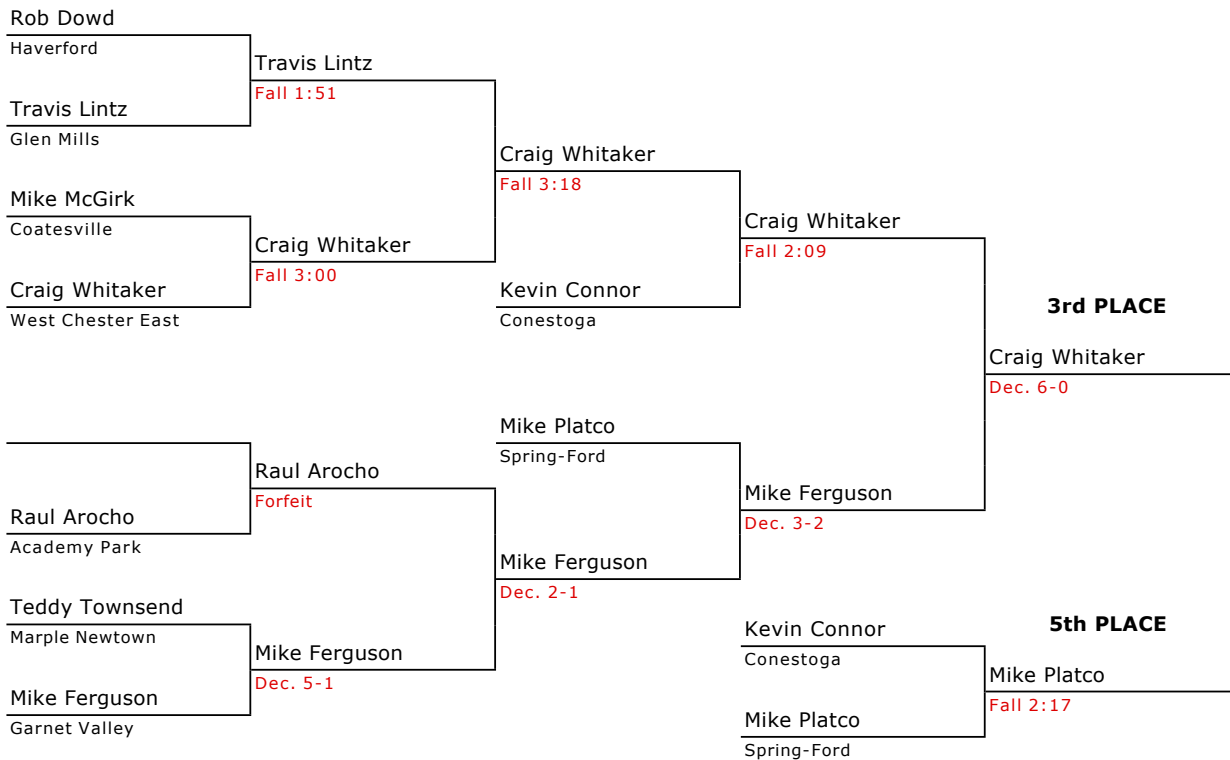 Rob Dowd
Haverford
Travis Lintz
Fall 1:51
Travis Lintz
Glen Mills
Craig Whitaker
Fall 3:18
Mike McGirk
Coatesville
Craig Whitaker
Fall 2:09
Craig Whitaker
Fall 3:00
Craig Whitaker
West Chester East
Kevin Connor
Conestoga
3rd PLACE
Craig Whitaker
Dec. 6-0
Mike Platco
Spring-Ford
Raul Arocho
Forfeit
Mike Ferguson
Dec. 3-2
Raul Arocho
Academy Park
Mike Ferguson
Dec. 2-1
Teddy Townsend
Marple Newtown
Kevin Connor
Conestoga
5th PLACE
Mike Ferguson
Dec. 5-1
Mike Platco
Fall 2:17
Mike Ferguson
Garnet Valley
Mike Platco
Spring-Ford